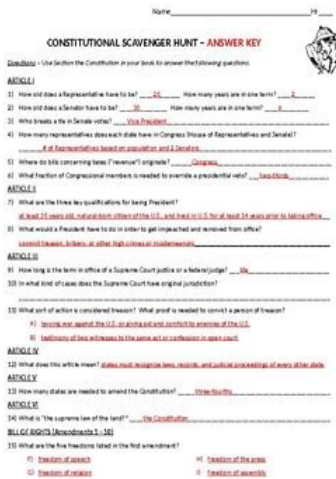 Name____Hr____
CONSTITUTIONAL SCAVENGER HUNT – ANSWER KEY
Directions – Use Section the Constitution in your book to answer the following questions.
ARTICLE I
1) How old does a Representative have to be? 25 How many years are in one term? 2
2) How old does a Senator have to be? 30 How many years are in one term? 6
3) Who breaks a tie in Senate votes? Vice President
4) How many representatives does each state have in Congress (House of Representatives and Senate)?
# of Representatives based on population and 2 Senators
5) Where do bills concerning taxes ("revenue") originate? Congress
6) What fraction of Congressional members is needed to override a presidential veto? two-thirds
ARTICLE II
7) What are the three key qualifications for being President?
at least 35 years old, natural-born citizen of the U.S., and lived in U.S. for at least 14 years prior to taking office
8) What would a President have to do in order to get impeached and removed from office?
commit treason, bribery, or other high crimes or misdemeanors
ARTICLE III
9) How long is the term in office of a Supreme Court justice or a federal judge? life
10) In what kind of cases does the Supreme Court have original jurisdiction?
11) What sort of action is considered treason? What proof is needed to convict a person of treason?
A) levying war against the U.S. or giving aid and comfort to enemies of the U.S.
B) testimony of two witnesses to the same act or confession in open court
ARTICLE IV
12) What does this article mean? states must recognize laws, records, and judicial proceedings of every other state
ARTICLE V
13) How many states are needed to amend the Constitution? three-fourths
ARTICLE VI
14) What is "the supreme law of the land?" the Constitution
BILL OF RIGHTS (Amendments 1 - 10)
15) What are the five freedoms listed in the first amendment?
F) freedom of speech H) freedom of the press
G) freedom of religion I) freedom of assembly